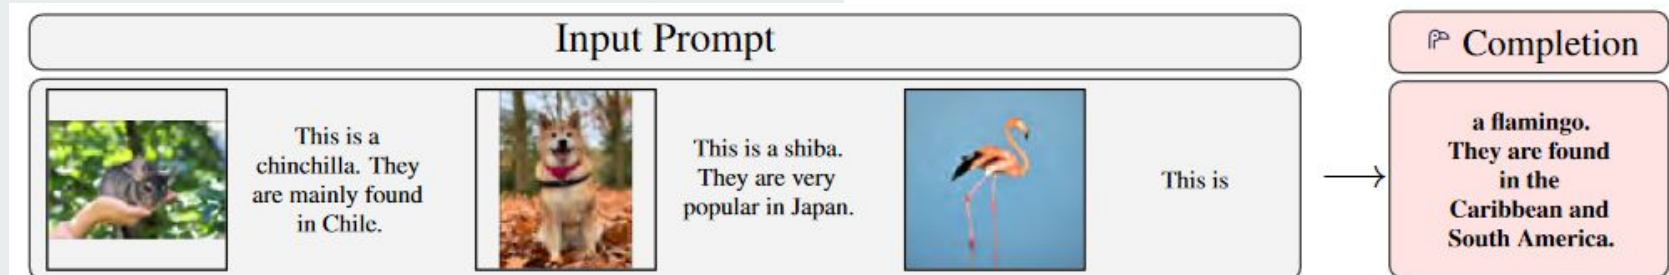 Input Prompt
Completion
This is a
chinchilla. They
are mainly found
in Chile.
This is a shiba.
They are very
popular in Japan.
This is
a flamingo.
They are found
in the
Caribbean and
South America.